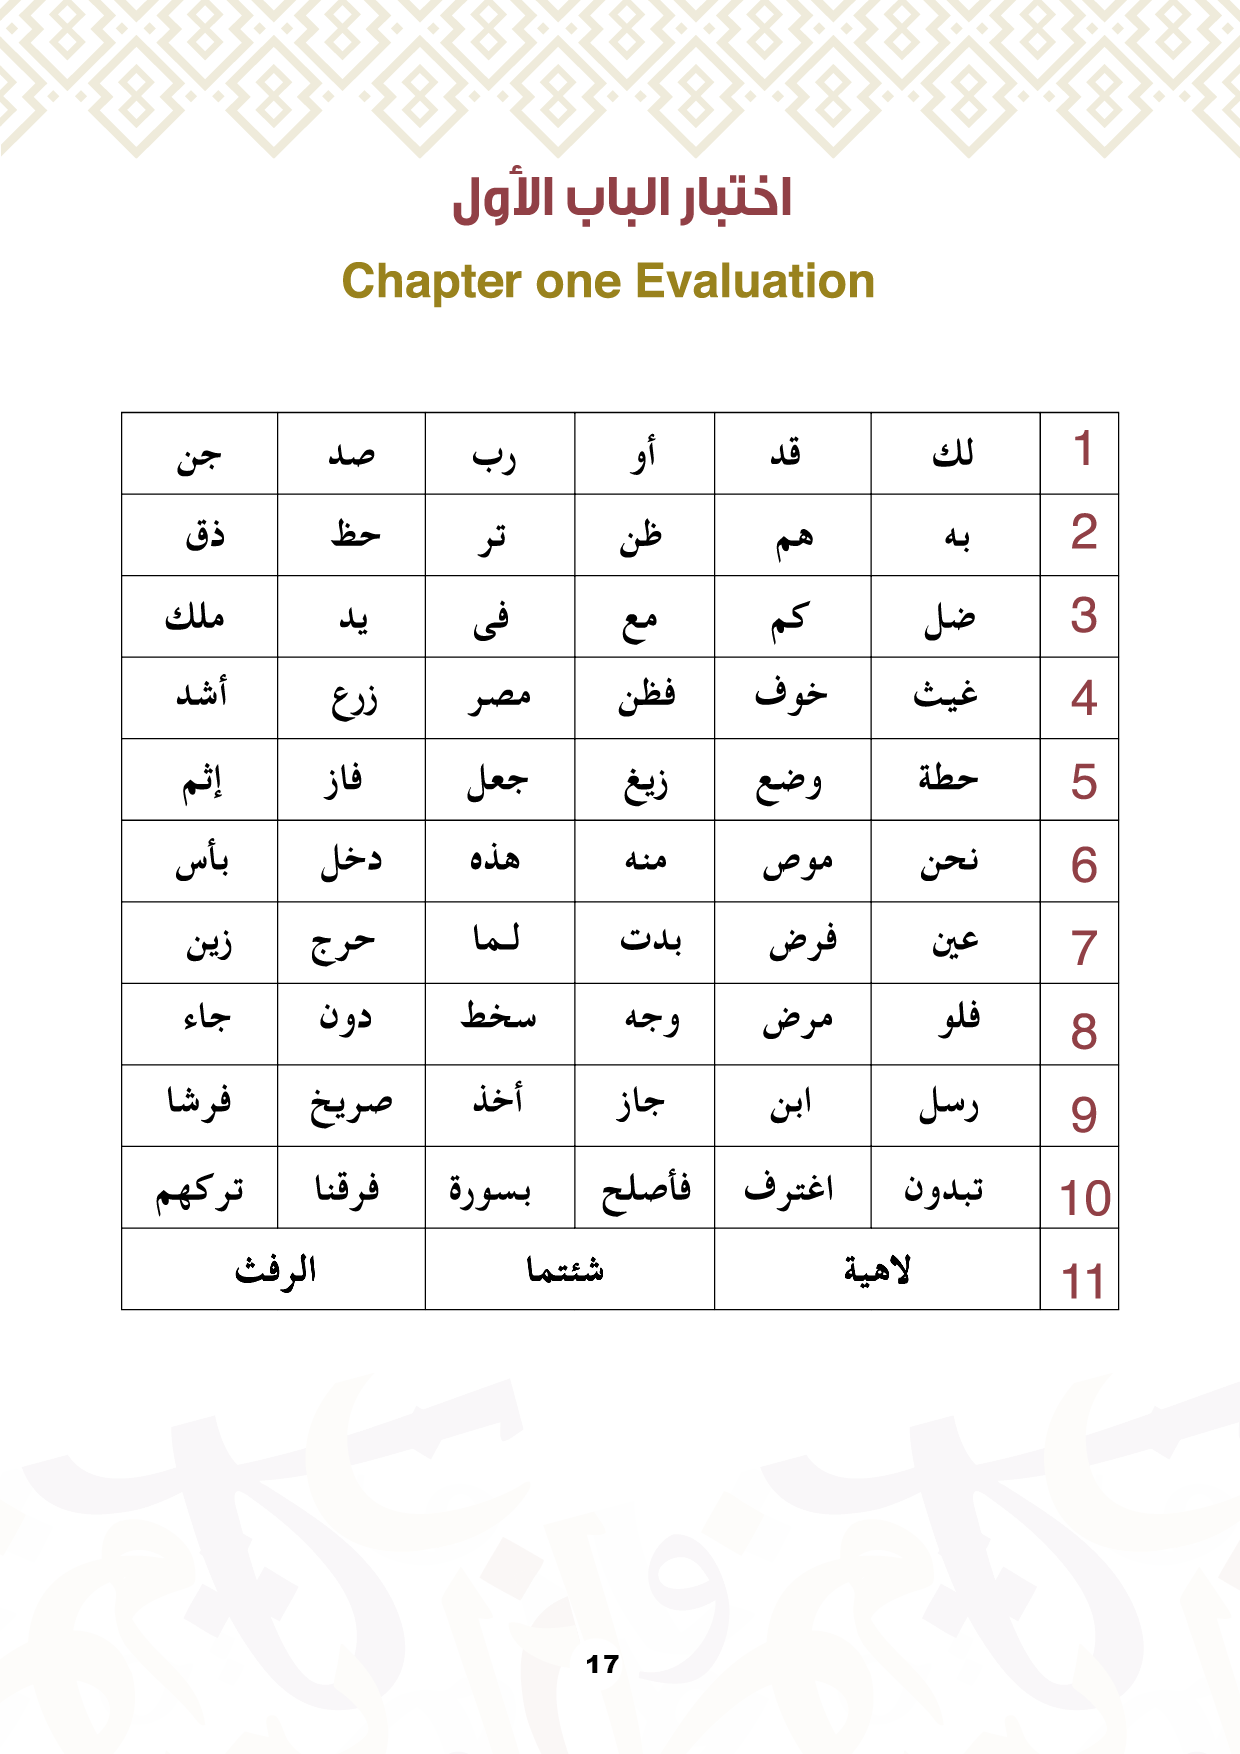 اختبار الباب الأول
Chapter one Evaluation
1 لك قد أو رب صد جن
2 به هم ظن تر حظ ذق
3 ضل كم مع فى يد ملك
4 غيث خوف فظن مصر زرع أشد
5 حطة وضع زيغ جعل فاز إثم
6 نحن موص منه هذه دخل بأس
7 عين فرض بدت لـما حرج زين
8 فلو مرض وجه سخط دون جاء
9 رسل ابن جاز أخذ صريخ فرشا
10 تبدون اغترف فأصلح بسورة فرقنا تركهم
11 لاهية شئتما الرفث
17